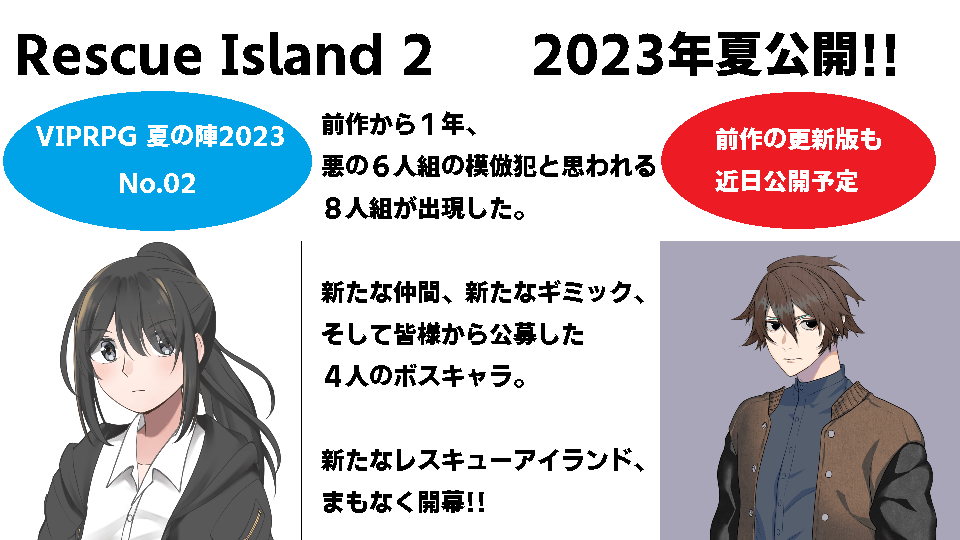 Rescue Island 2 2023年夏公開!!
VIPRPG 夏の陣2023
No.02
前作から１年、
悪の６人組の模倣犯と思われる
８人組が出現した。
前作の更新版も
近日公開予定
新たな仲間、新たなギミック、
そして皆様から公募した
４人のボスキャラ。
新たなレスキューアイランド、
まもなく開幕!!